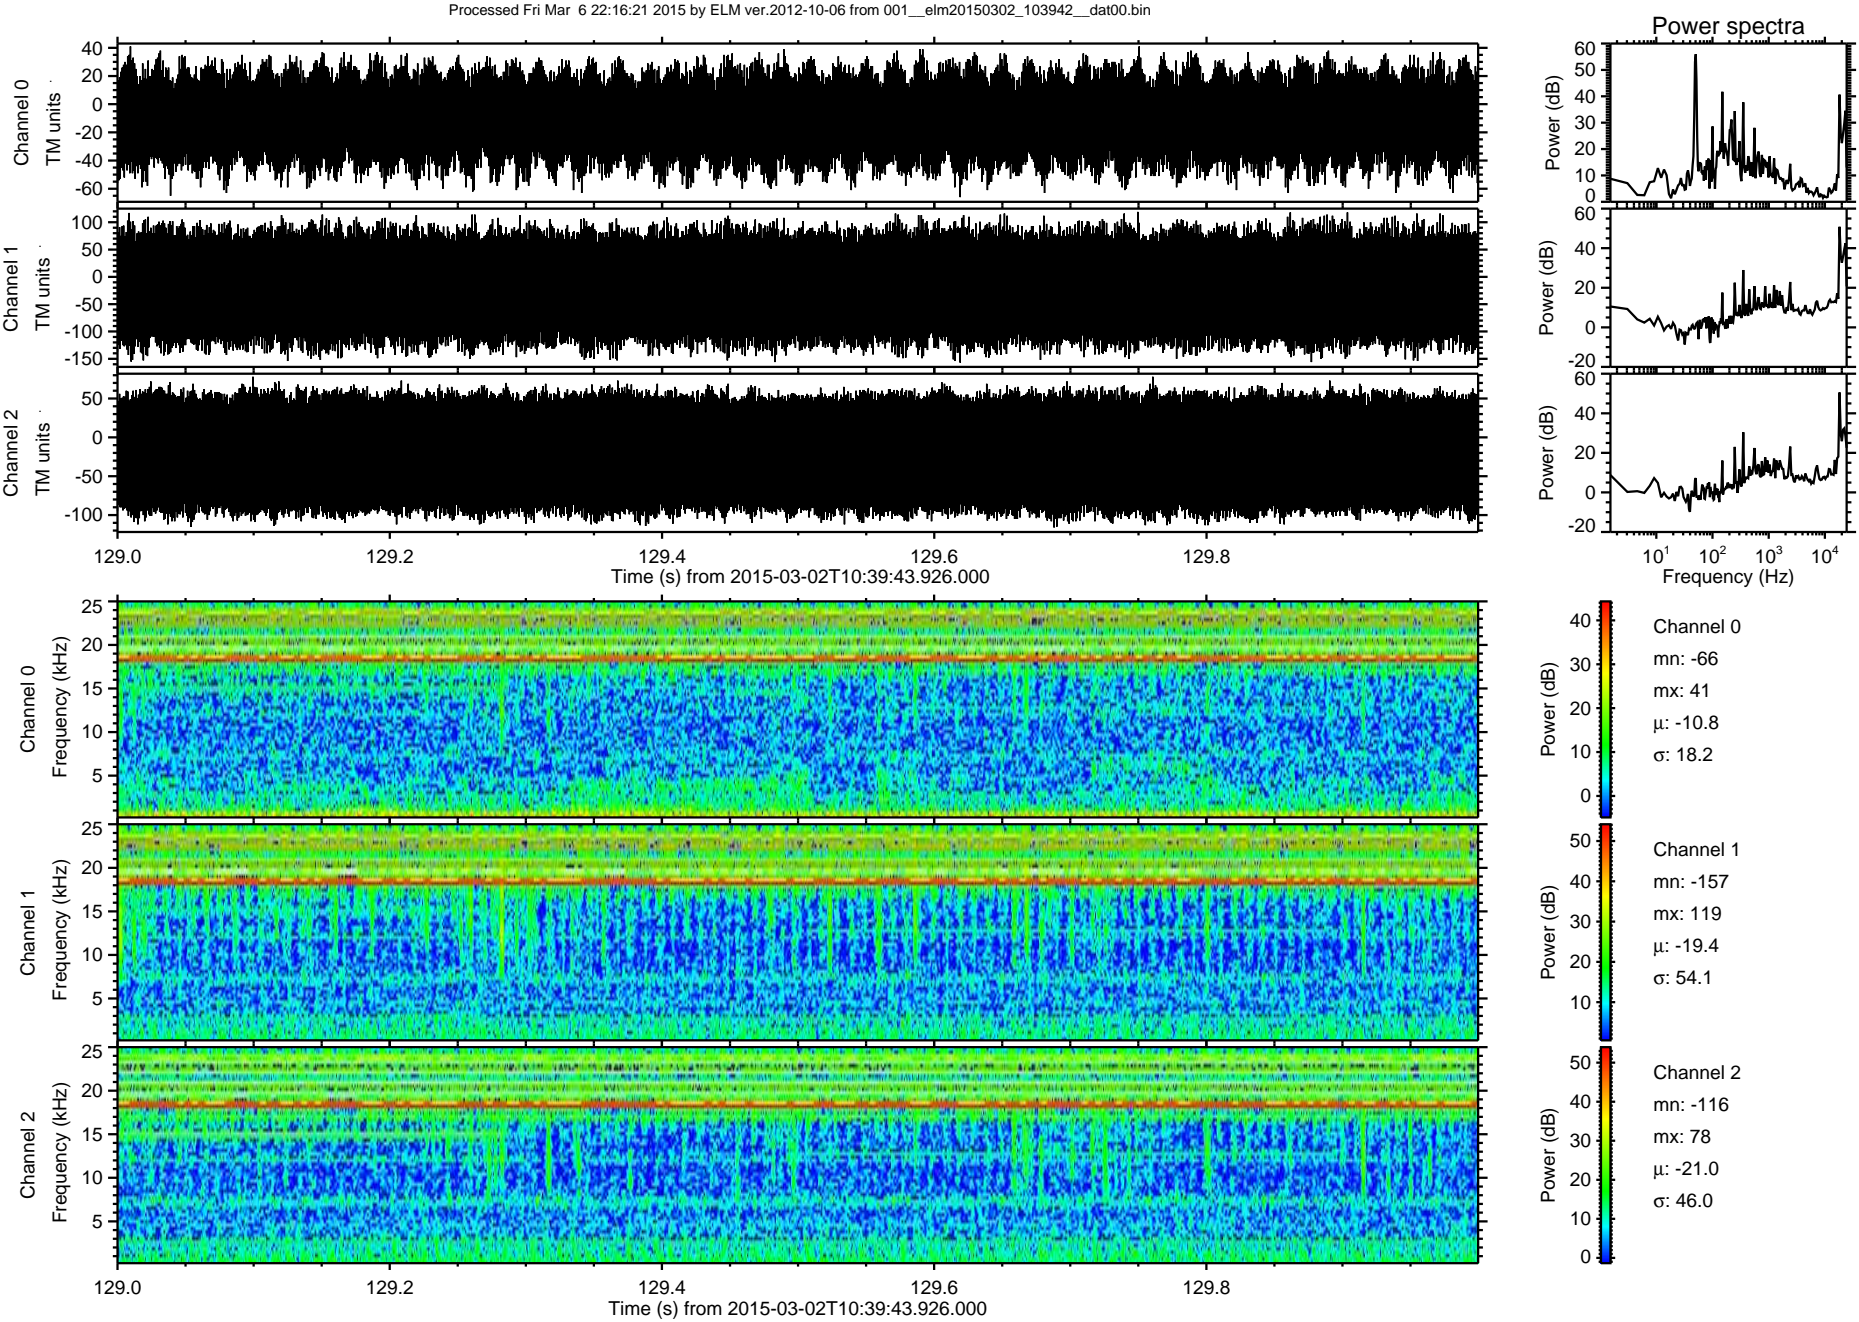 Processed Fri Mar 6 22:16:21 2015 by ELM ver.2012-10-06 from 001__elm20150302_103942__dat00.bin
Power spectra
Channel 0
TM units
40
20
0
-20
-40
-60
Power (dB)
60
50
40
30
20
10
0
Channel 1
TM units
100
50
0
-50
-100
-150
Power (dB)
60
40
20
0
-20
Channel 2
TM units
50
0
-50
-100
Power (dB)
60
40
20
0
-20
129.0 129.2 129.4 129.6 129.8
Time (s) from 2015-03-02T10:39:43.926.000
10¹ 10² 10³ 10⁴
Frequency (Hz)
Channel 0
Frequency (kHz)
25
20
15
10
5
Power (dB)
40
30
20
10
0
Channel 0
mn: -66
mx: 41
μ: -10.8
σ: 18.2
Channel 1
Frequency (kHz)
25
20
15
10
5
Power (dB)
50
40
30
20
10
Channel 1
mn: -157
mx: 119
μ: -19.4
σ: 54.1
Channel 2
Frequency (kHz)
25
20
15
10
5
Power (dB)
50
40
30
20
10
0
Channel 2
mn: -116
mx: 78
μ: -21.0
σ: 46.0
129.0 129.2 129.4 129.6 129.8
Time (s) from 2015-03-02T10:39:43.926.000